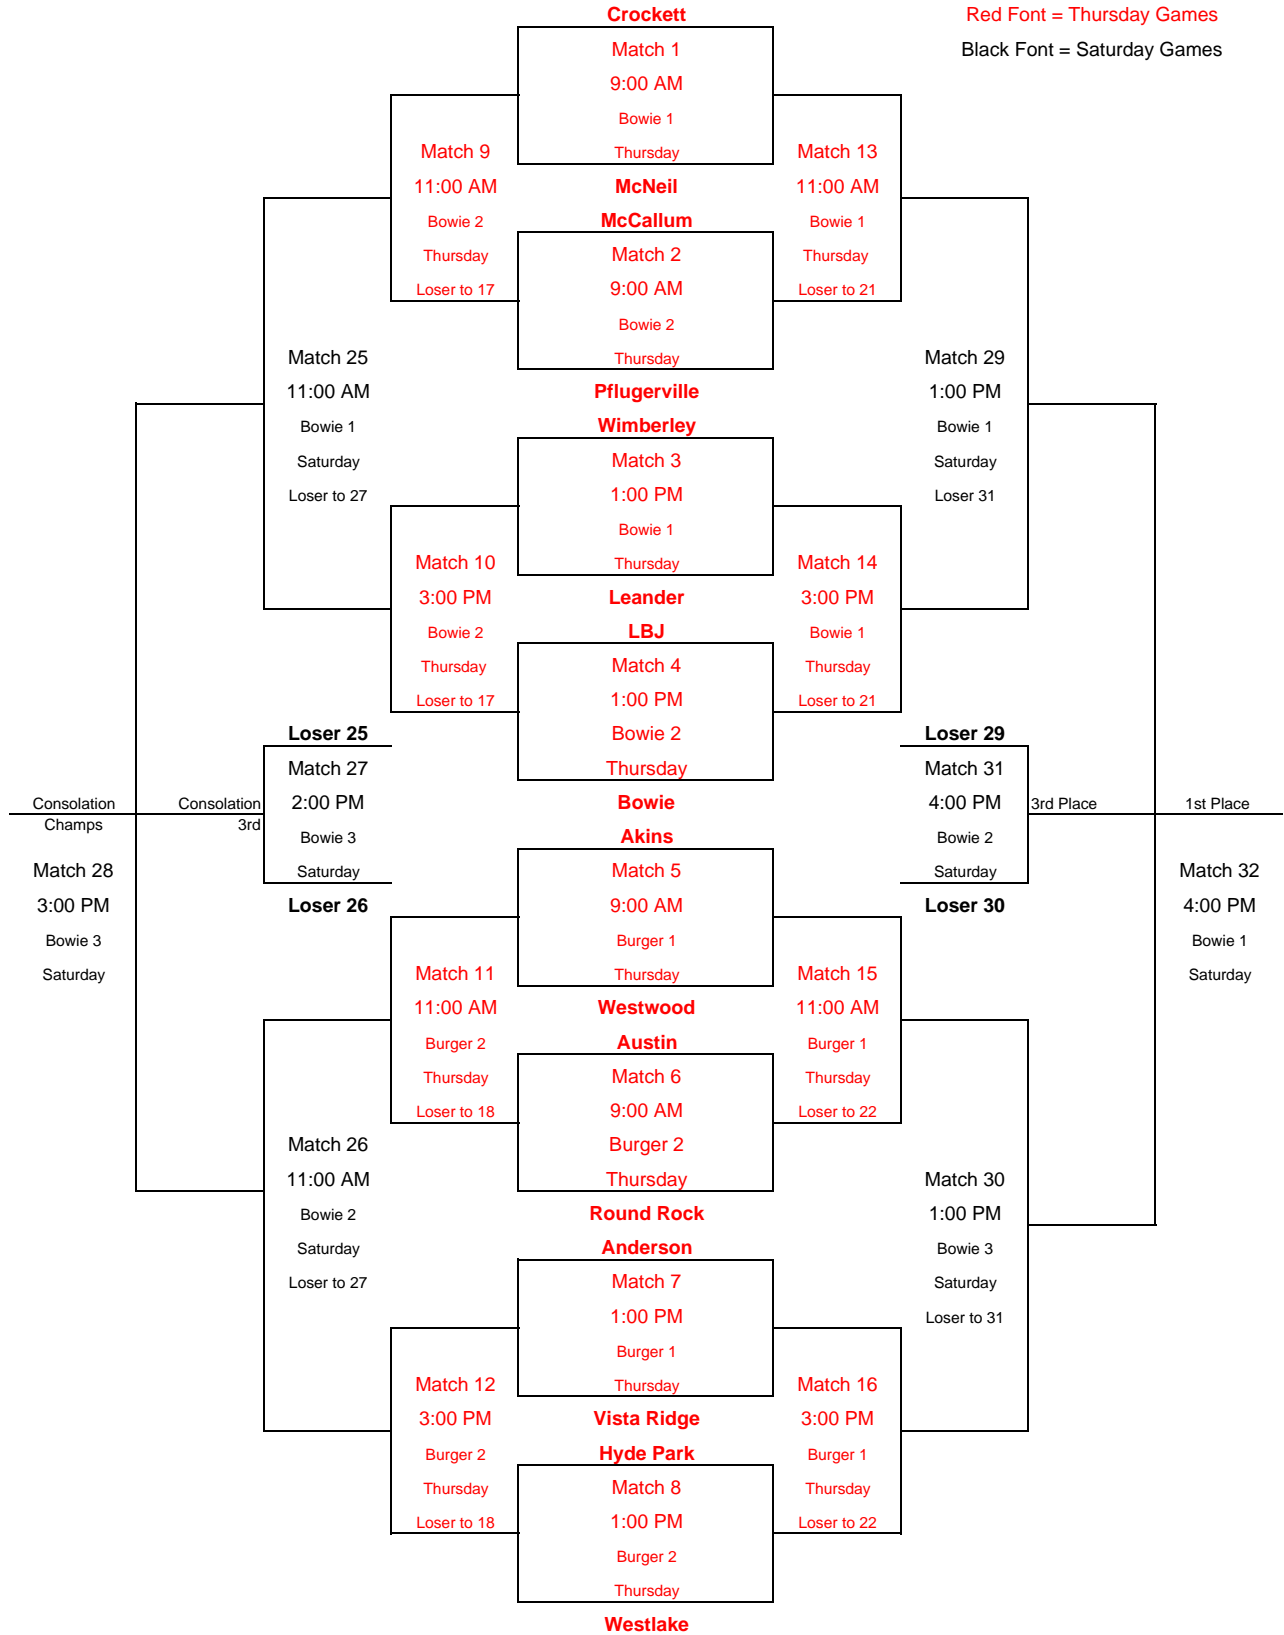 Crockett
Red Font = Thursday Games
Match 1
Black Font = Saturday Games
9:00 AM
Bowie 1
Thursday
Match 9
Match 13
11:00 AM
McNeil
11:00 AM
Bowie 2
McCallum
Bowie 1
Thursday
Match 2
Thursday
Loser to 17
9:00 AM
Loser to 21
Bowie 2
Match 25
Thursday
Match 29
11:00 AM
Pflugerville
1:00 PM
Bowie 1
Wimberley
Bowie 1
Saturday
Match 3
Saturday
Loser to 27
1:00 PM
Loser 31
Bowie 1
Match 10
Thursday
Match 14
3:00 PM
Leander
3:00 PM
Bowie 2
LBJ
Bowie 1
Thursday
Match 4
Thursday
Loser to 17
1:00 PM
Loser to 21
Loser 25
Bowie 2
Loser 29
Match 27
Thursday
Match 31
Consolation
Consolation
2:00 PM
Bowie
4:00 PM
3rd Place
1st Place
Champs
3rd
Bowie 3
Akins
Bowie 2
Match 28
Saturday
Match 5
Saturday
Match 32
3:00 PM
Loser 26
9:00 AM
Loser 30
4:00 PM
Bowie 3
Burger 1
Bowie 1
Saturday
Match 11
Thursday
Match 15
Saturday
11:00 AM
Westwood
11:00 AM
Burger 2
Austin
Burger 1
Thursday
Match 6
Thursday
Loser to 18
9:00 AM
Loser to 22
Match 26
Burger 2
11:00 AM
Thursday
Match 30
Bowie 2
Round Rock
1:00 PM
Saturday
Anderson
Bowie 3
Loser to 27
Match 7
Saturday
1:00 PM
Loser to 31
Burger 1
Match 12
Thursday
Match 16
3:00 PM
Vista Ridge
3:00 PM
Burger 2
Hyde Park
Burger 1
Thursday
Match 8
Thursday
Loser to 18
1:00 PM
Loser to 22
Burger 2
Thursday
Westlake